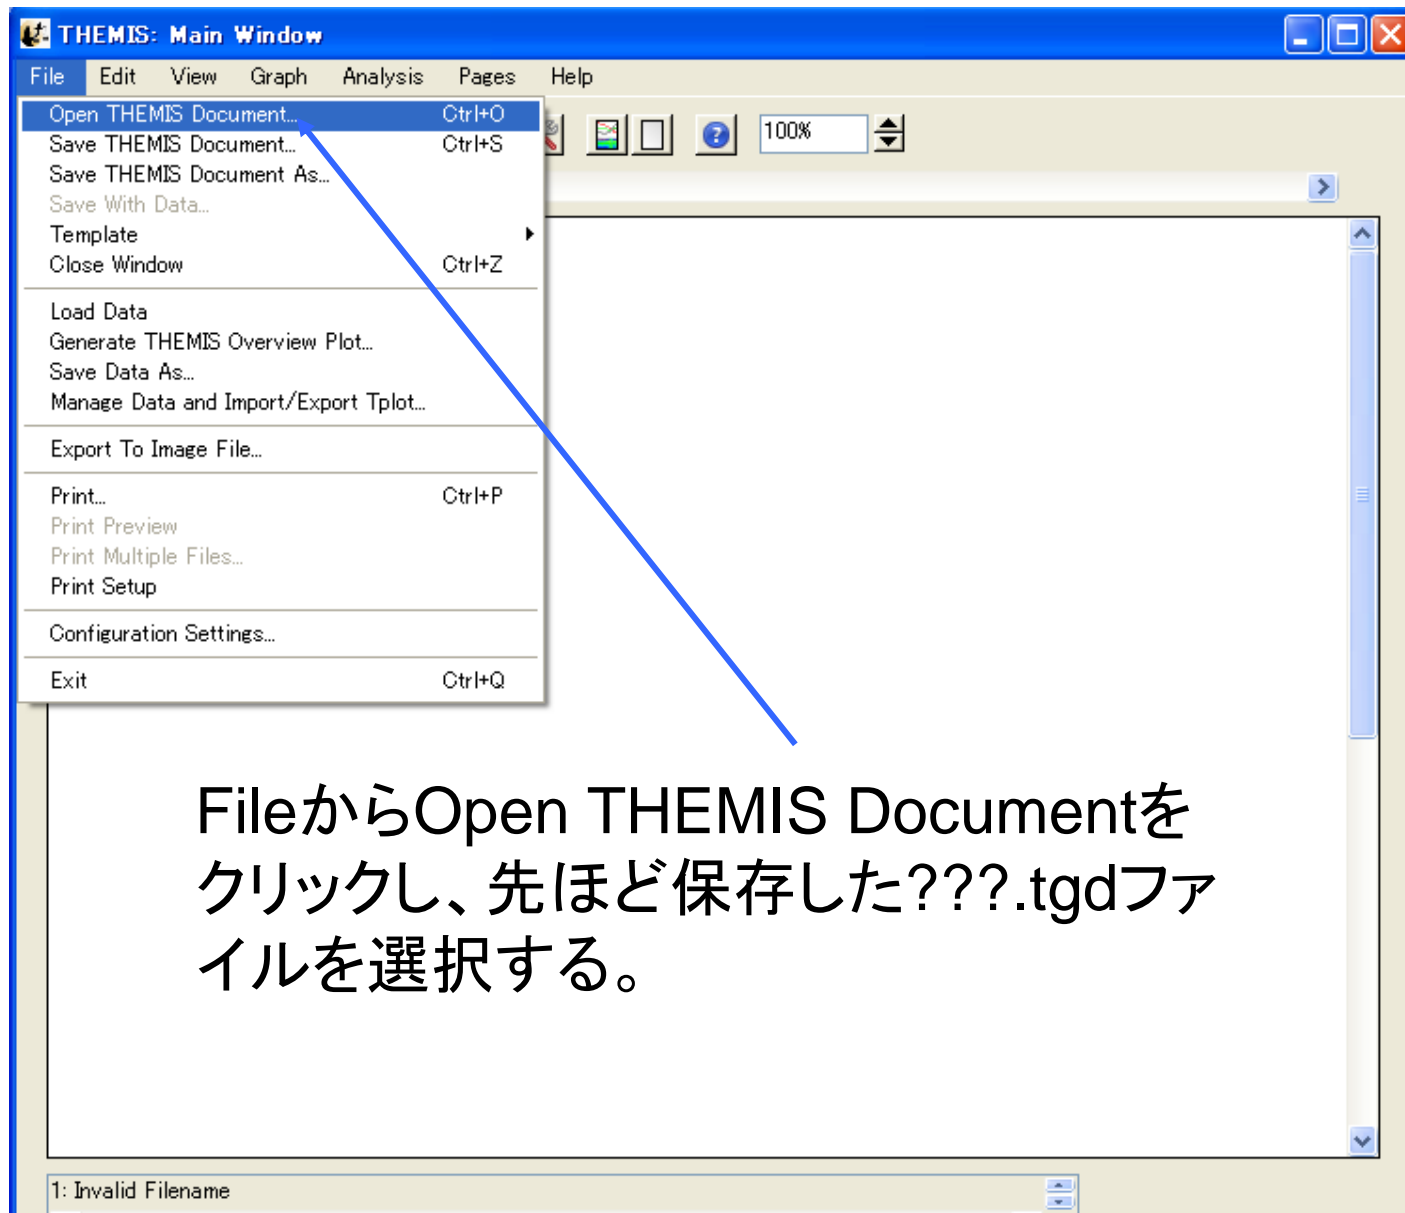 THEMIS: Main Window
File Edit View Graph Analysis Pages Help
Open THEMIS Document... Ctrl+O
Save THEMIS Document... Ctrl+S
100%
Save THEMIS Document As...
Save With Data...
Template
Close Window Ctrl+Z
Load Data
Generate THEMIS Overview Plot...
Save Data As...
Manage Data and Import/Export Tplot...
Export To Image File...
Print... Ctrl+P
Print Preview
Print Multiple Files...
Print Setup
Configuration Settings...
Exit Ctrl+Q
FileからOpen THEMIS Documentを
クリックし、先ほど保存した???.tgdファ
イルを選択する。
1: Invalid Filename